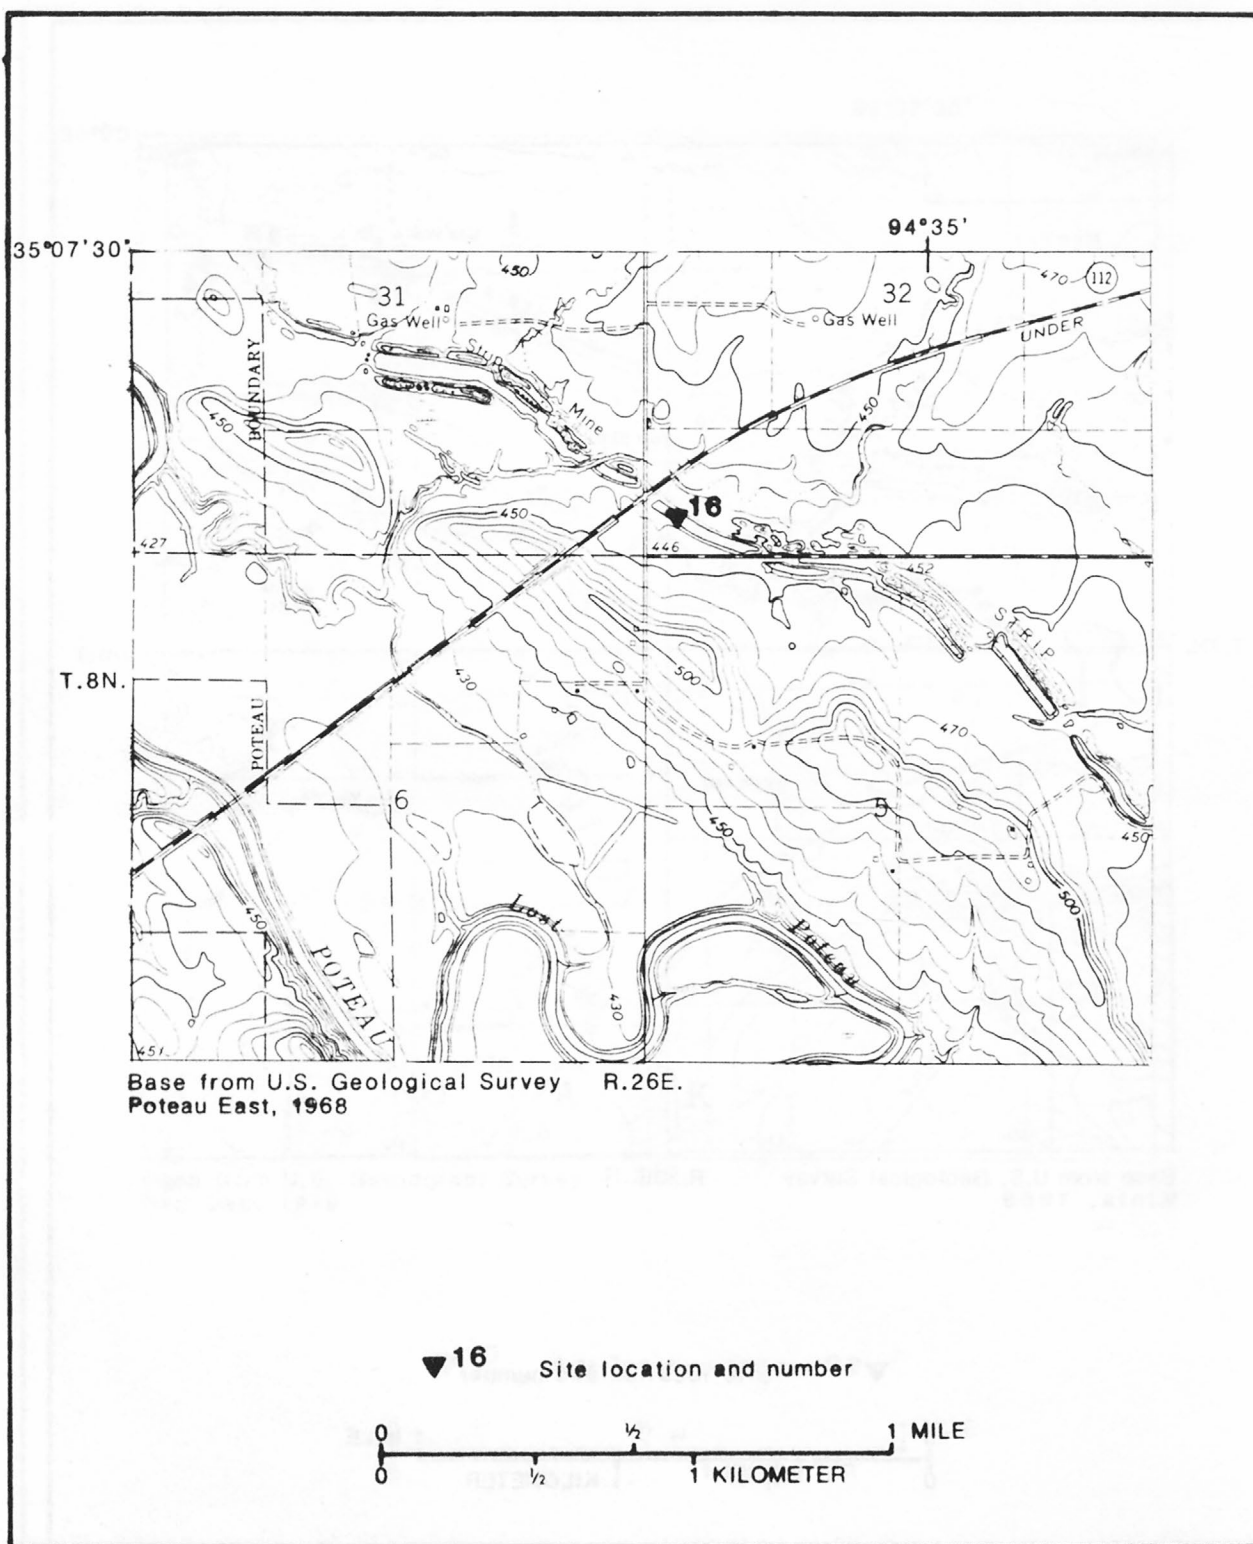 94°35'
35°07'30"
450
470
112
31
32
Gas Well
Gas Well
UNDER
Strip
BOUNDARY
450
Mine
450
16
450
427
446
452
STRIP
T.8N.
500
430
POTEAU
470
6
5
450
450
500
Lost
450
Poteau
POTEAU
430
451
Base from U.S. Geological Survey R.26E.
Poteau East, 1968
16 Site location and number
0 ½ 1 MILE
0 ½ 1 KILOMETER